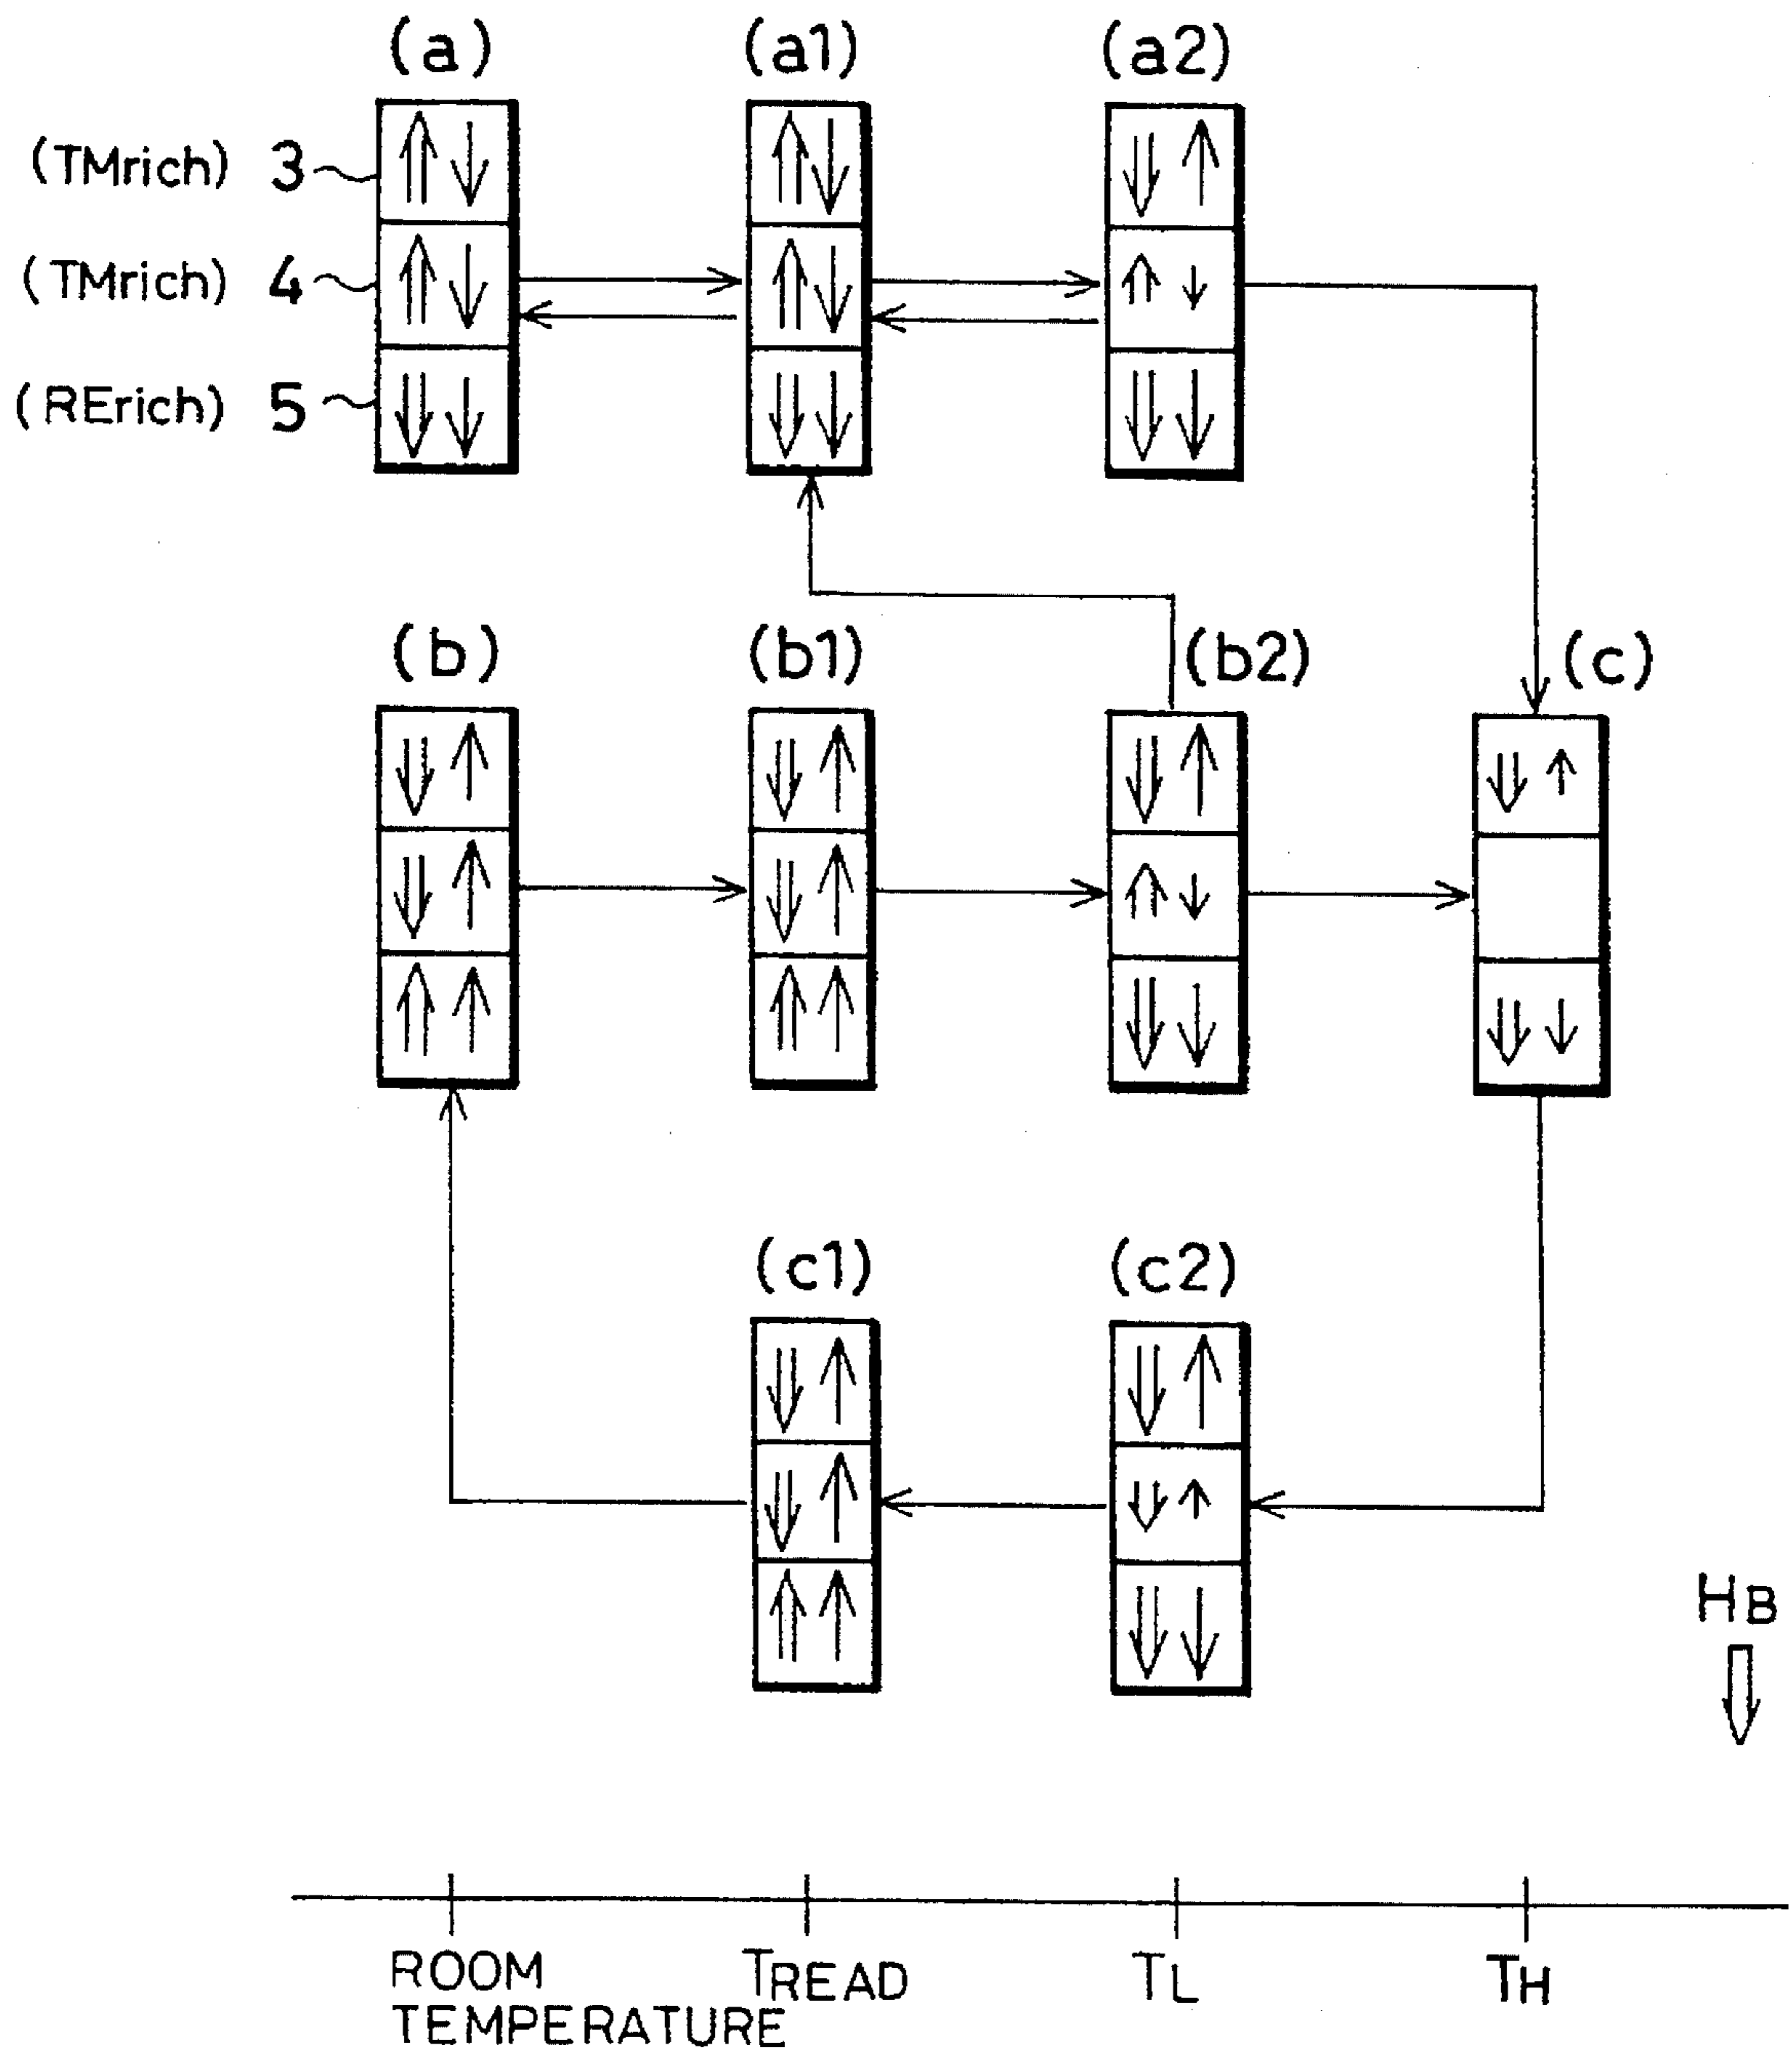 (a) (a1) (a2)
(TMrich) 3
(TMrich) 4
(RErich) 5
(b) (b1) (b2) (c)
(c1) (c2)
HB
ROOM TEMPERATURE TREAD TL TH